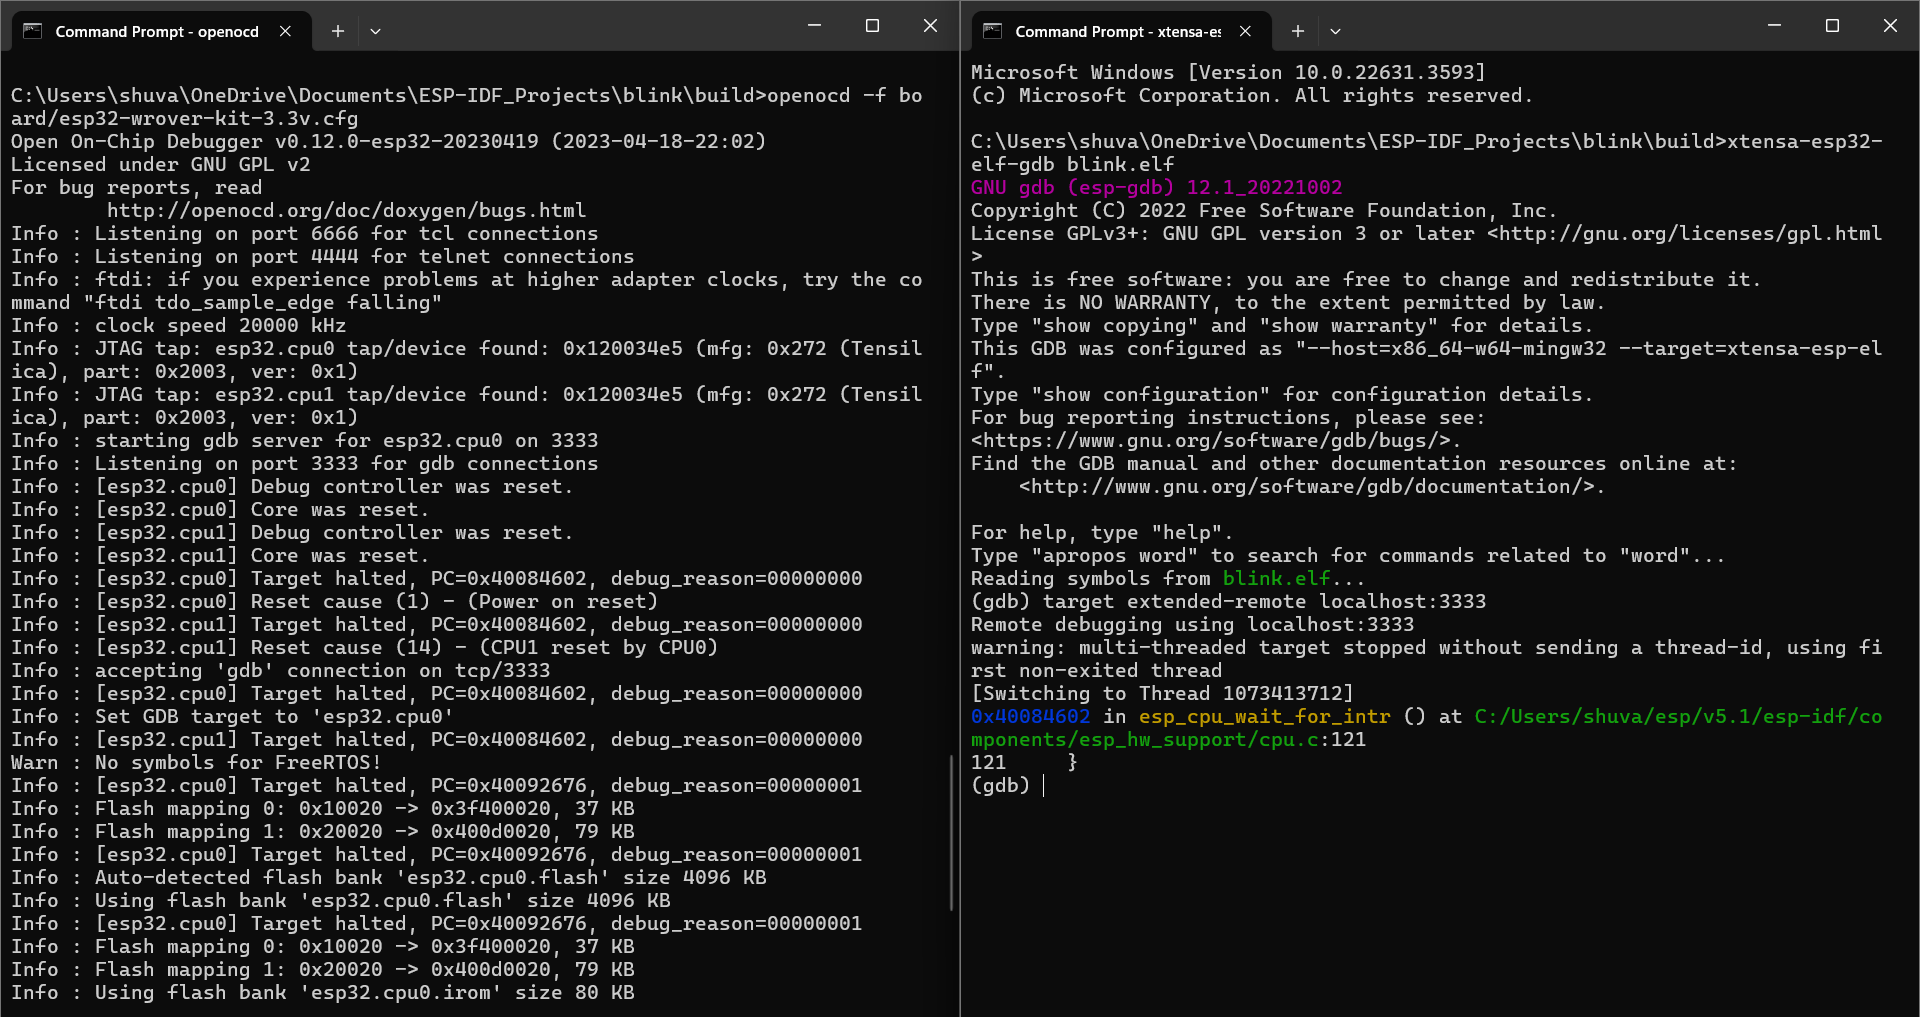 Command Prompt - openocd
C:\Users\shuva\OneDrive\Documents\ESP-IDF_Projects\blink\build>openocd -f bo
ard/esp32-wrover-kit-3.3v.cfg
Open On-Chip Debugger v0.12.0-esp32-20230419 (2023-04-18-22:02)
Licensed under GNU GPL v2
For bug reports, read
        http://openocd.org/doc/doxygen/bugs.html
Info : Listening on port 6666 for tcl connections
Info : Listening on port 4444 for telnet connections
Info : ftdi: if you experience problems at higher adapter clocks, try the co
mmand "ftdi tdo_sample_edge falling"
Info : clock speed 20000 kHz
Info : JTAG tap: esp32.cpu0 tap/device found: 0x120034e5 (mfg: 0x272 (Tensil
ica), part: 0x2003, ver: 0x1)
Info : JTAG tap: esp32.cpu1 tap/device found: 0x120034e5 (mfg: 0x272 (Tensil
ica), part: 0x2003, ver: 0x1)
Info : starting gdb server for esp32.cpu0 on 3333
Info : Listening on port 3333 for gdb connections
Info : [esp32.cpu0] Debug controller was reset.
Info : [esp32.cpu0] Core was reset.
Info : [esp32.cpu1] Debug controller was reset.
Info : [esp32.cpu1] Core was reset.
Info : [esp32.cpu0] Target halted, PC=0x40084602, debug_reason=00000000
Info : [esp32.cpu0] Reset cause (1) - (Power on reset)
Info : [esp32.cpu1] Target halted, PC=0x40084602, debug_reason=00000000
Info : [esp32.cpu1] Reset cause (14) - (CPU1 reset by CPU0)
Info : accepting 'gdb' connection on tcp/3333
Info : [esp32.cpu0] Target halted, PC=0x40084602, debug_reason=00000000
Info : Set GDB target to 'esp32.cpu0'
Info : [esp32.cpu1] Target halted, PC=0x40084602, debug_reason=00000000
Warn : No symbols for FreeRTOS!
Info : [esp32.cpu0] Target halted, PC=0x40092676, debug_reason=00000001
Info : Flash mapping 0: 0x10020 -> 0x3f400020, 37 KB
Info : Flash mapping 1: 0x20020 -> 0x400d0020, 79 KB
Info : [esp32.cpu0] Target halted, PC=0x40092676, debug_reason=00000001
Info : Auto-detected flash bank 'esp32.cpu0.flash' size 4096 KB
Info : Using flash bank 'esp32.cpu0.flash' size 4096 KB
Info : [esp32.cpu0] Target halted, PC=0x40092676, debug_reason=00000001
Info : Flash mapping 0: 0x10020 -> 0x3f400020, 37 KB
Info : Flash mapping 1: 0x20020 -> 0x400d0020, 79 KB
Info : Using flash bank 'esp32.cpu0.irom' size 80 KB
Command Prompt - xtensa-es
Microsoft Windows [Version 10.0.22631.3593]
(c) Microsoft Corporation. All rights reserved.
C:\Users\shuva\OneDrive\Documents\ESP-IDF_Projects\blink\build>xtensa-esp32-
elf-gdb blink.elf
GNU gdb (esp-gdb) 12.1_20221002
Copyright (C) 2022 Free Software Foundation, Inc.
License GPLv3+: GNU GPL version 3 or later <http://gnu.org/licenses/gpl.html
>
This is free software: you are free to change and redistribute it.
There is NO WARRANTY, to the extent permitted by law.
Type "show copying" and "show warranty" for details.
This GDB was configured as "--host=x86_64-w64-mingw32 --target=xtensa-esp-el
f".
Type "show configuration" for configuration details.
For bug reporting instructions, please see:
<https://www.gnu.org/software/gdb/bugs/>.
Find the GDB manual and other documentation resources online at:
    <http://www.gnu.org/software/gdb/documentation/>.
For help, type "help".
Type "apropos word" to search for commands related to "word"...
Reading symbols from blink.elf...
(gdb) target extended-remote localhost:3333
Remote debugging using localhost:3333
warning: multi-threaded target stopped without sending a thread-id, using fi
rst non-exited thread
[Switching to Thread 1073413712]
0x40084602 in esp_cpu_wait_for_intr () at C:/Users/shuva/esp/v5.1/esp-idf/co
mponents/esp_hw_support/cpu.c:121
121     }
(gdb)